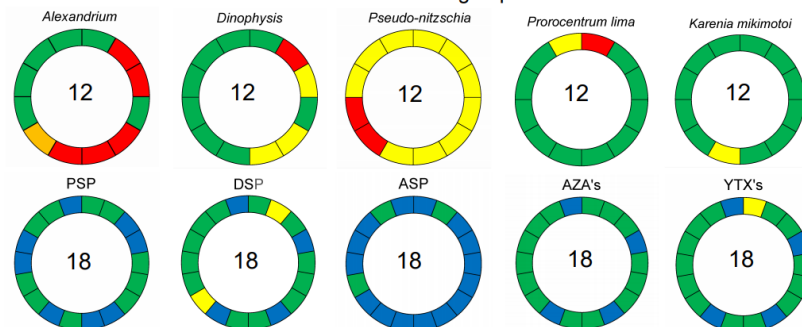 Alexandrium Dinophysis Pseudo-nitzschia Prorocentrum lima Karenia mikimotoi
12 12 12 12 12
PSP DSP ASP AZA's YTX's
18 18 18 18 18